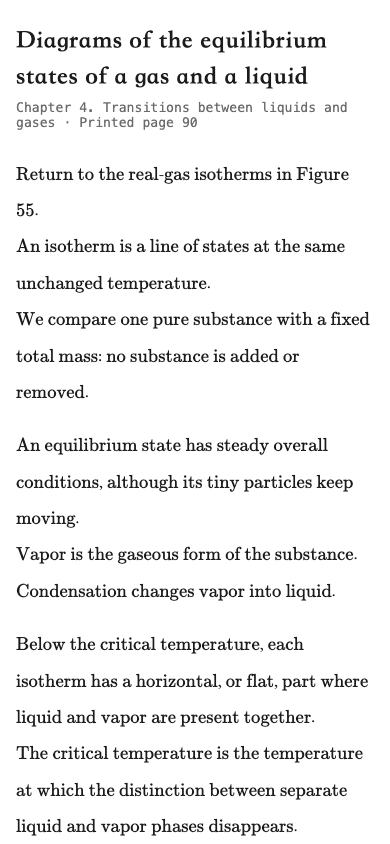 Diagrams of the equilibrium
states of a gas and a liquid
Chapter 4. Transitions between liquids and
gases · Printed page 90
Return to the real-gas isotherms in Figure
55.
An isotherm is a line of states at the same
unchanged temperature.
We compare one pure substance with a fixed
total mass: no substance is added or
removed.
An equilibrium state has steady overall
conditions, although its tiny particles keep
moving.
Vapor is the gaseous form of the substance.
Condensation changes vapor into liquid.
Below the critical temperature, each
isotherm has a horizontal, or flat, part where
liquid and vapor are present together.
The critical temperature is the temperature
at which the distinction between separate
liquid and vapor phases disappears.